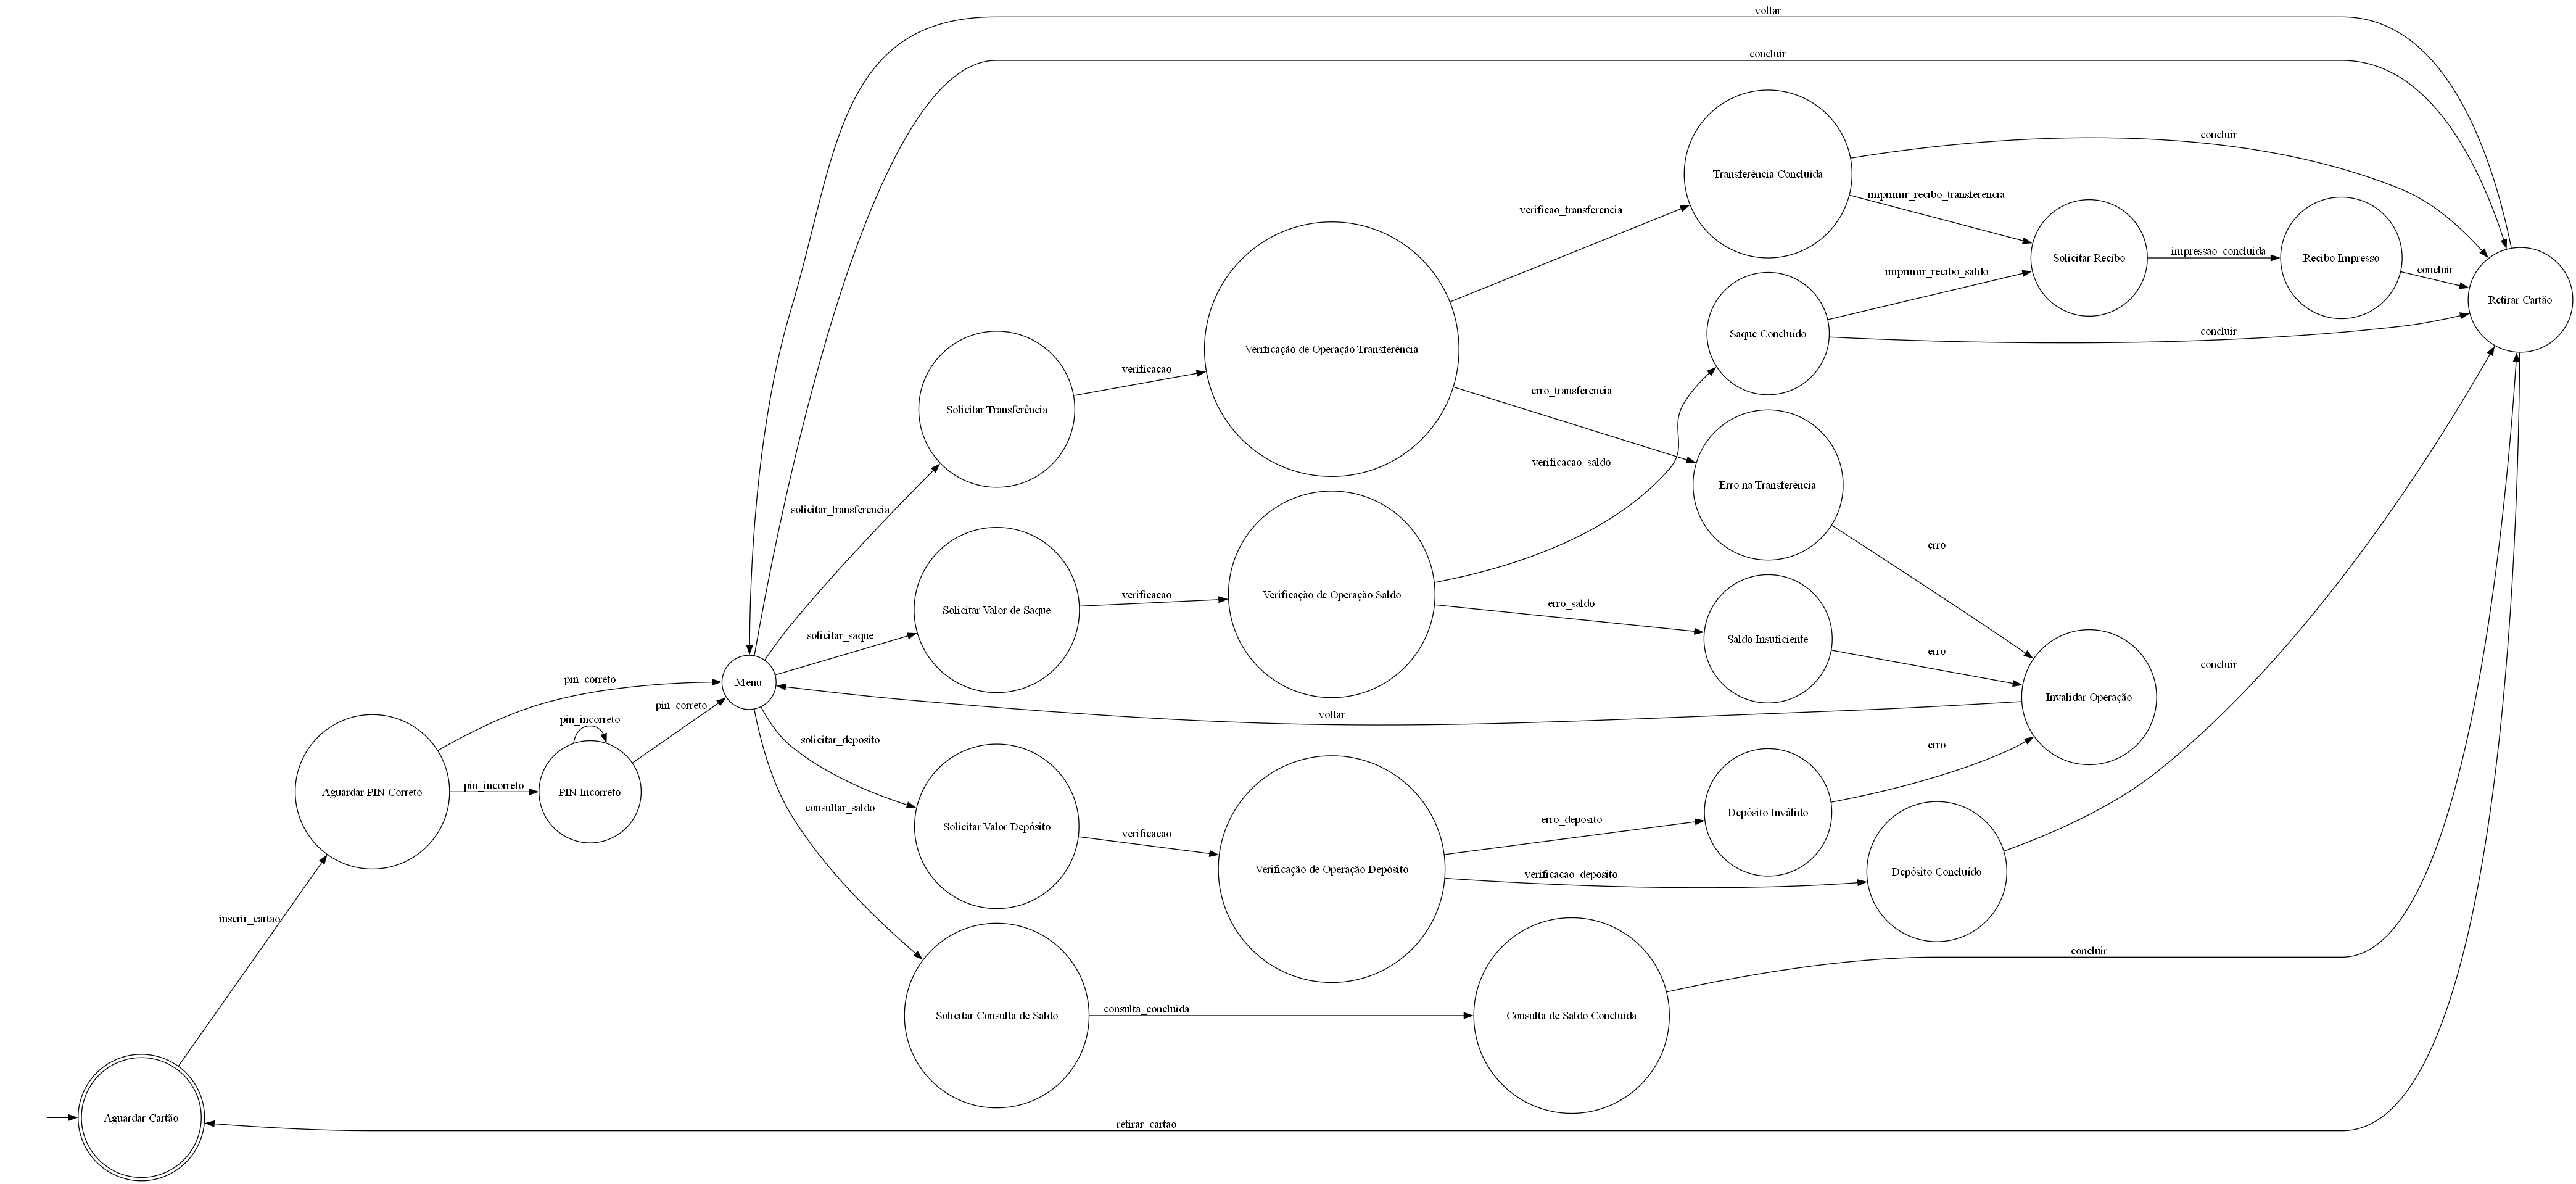 voltar
concluir
Transferência Concluída
concluir
imprimir_recibo_transferencia
verificao_transferencia
Solicitar Recibo
impressao_concluida
Recibo Impresso
concluir
Retirar Cartão
imprimir_recibo_saldo
Saque Concluído
concluir
Verificação de Operação Transferência
verificacao
Solicitar Transferência
erro_transferencia
verificacao_saldo
Erro na Transferência
solicitar_transferencia
erro
Verificação de Operação Saldo
verificacao
Solicitar Valor de Saque
erro_saldo
solicitar_saque
Saldo Insuficiente
erro
concluir
pin_correto
Menu
Invalidar Operação
pin_correto
voltar
pin_incorreto
solicitar_deposito
erro
Aguardar PIN Correto
pin_incorreto
PIN Incorreto
consultar_saldo
Solicitar Valor Depósito
verificacao
erro_deposito
Depósito Inválido
Verificação de Operação Depósito
verificacao_deposito
Depósito Concluído
inserir_cartao
concluir
Solicitar Consulta de Saldo
consulta_concluida
Consulta de Saldo Concluída
Aguardar Cartão
retirar_cartao